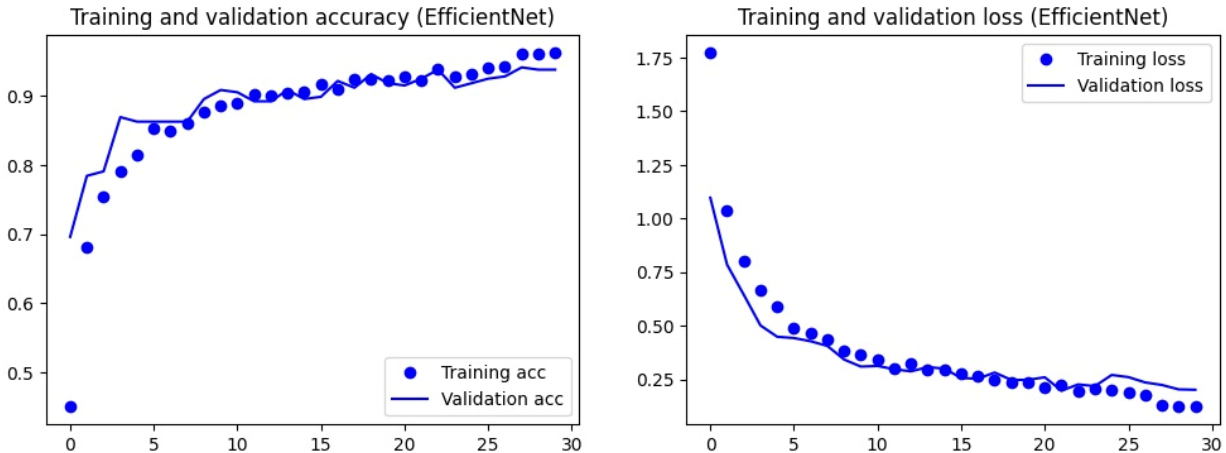 Training and validation accuracy (EfficientNet)
0.9
0.8
0.7
0.6
0.5
0 5 10 15 20 25 30
Training acc
Validation acc
Training and validation loss (EfficientNet)
1.75
1.50
1.25
1.00
0.75
0.50
0.25
0 5 10 15 20 25 30
Training loss
Validation loss